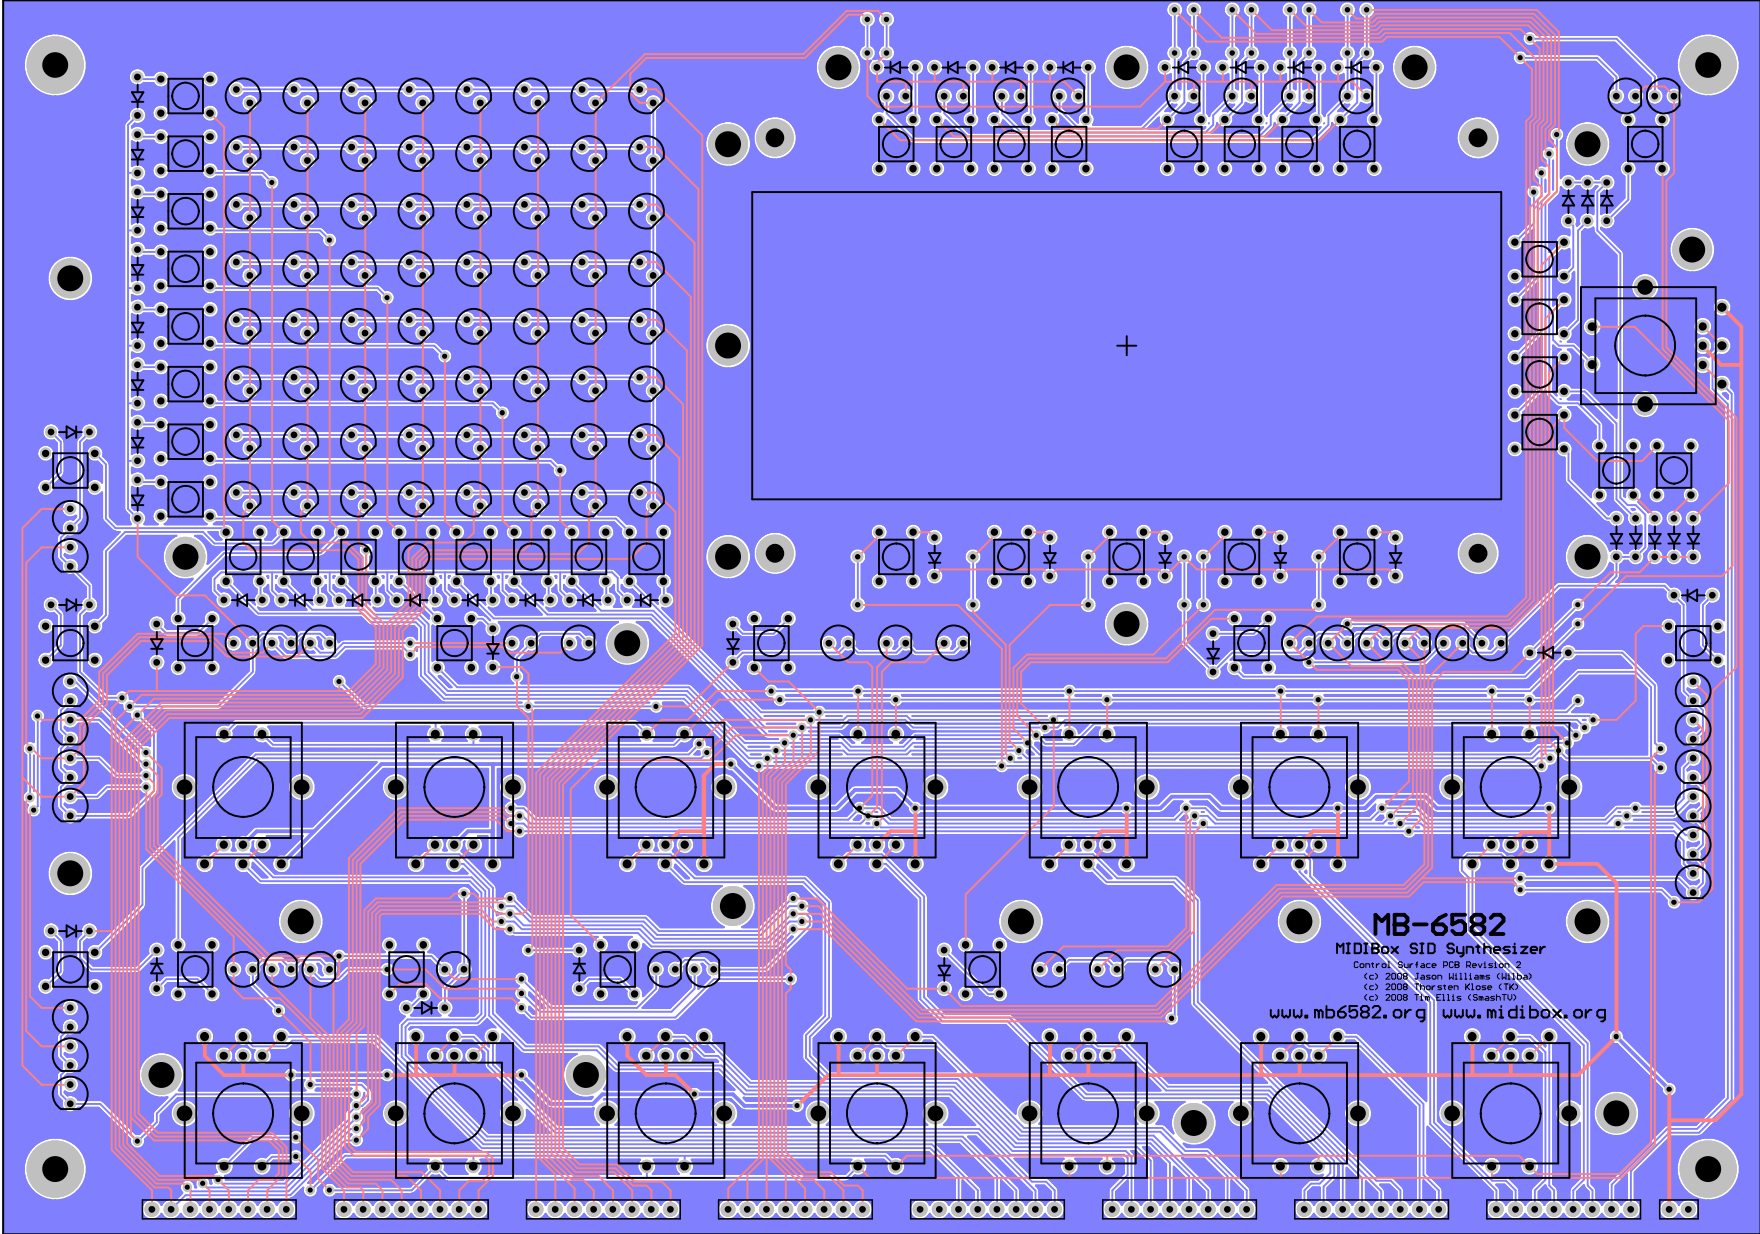 MB-6582
MIDIBox SID Synthesizer
Control Surface PCB Revision 2
(c) 2008 Jason Williams (Wilba)
(c) 2008 Thorsten Klose (TK)
(c) 2008 Tim Ellis (SmashTV)
www.mb6582.org www.midibox.org